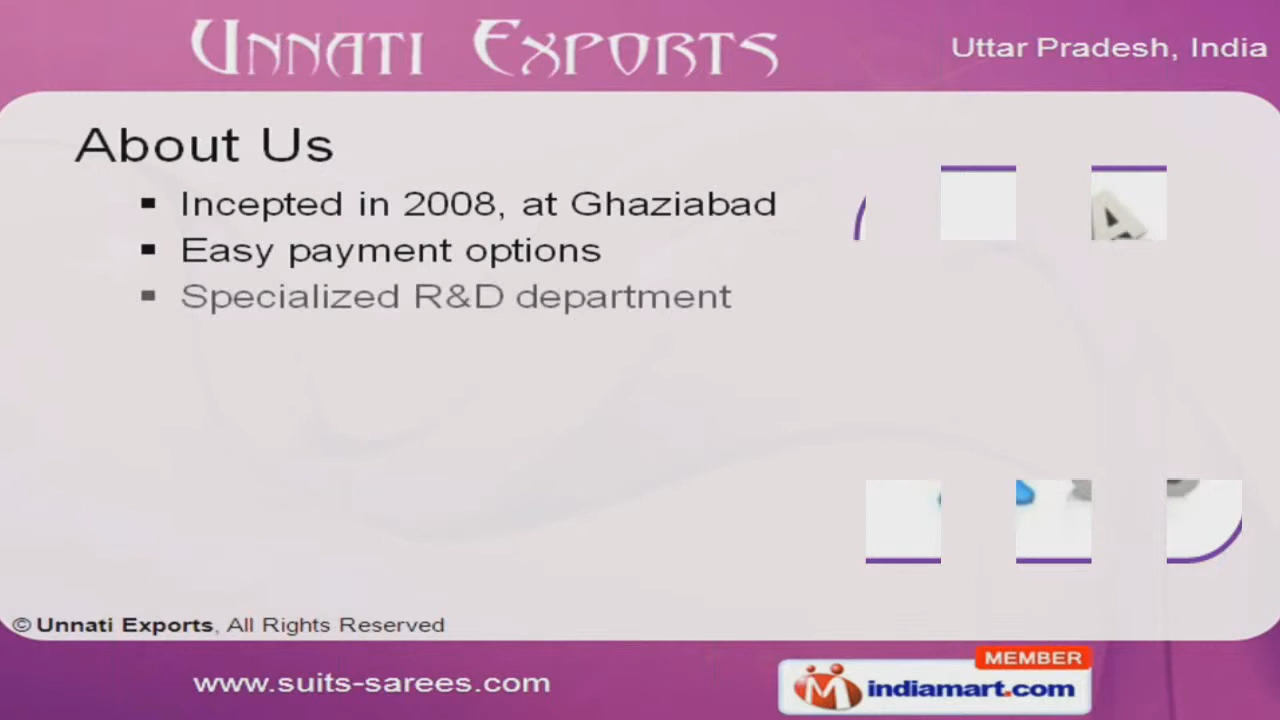 Unnati Exports
Uttar Pradesh, India
About Us
▪ Incepted in 2008, at Ghaziabad
▪ Easy payment options
▪ Specialized R&D department
A
© Unnati Exports, All Rights Reserved
www.suits-sarees.com
MEMBER
indiamart.com